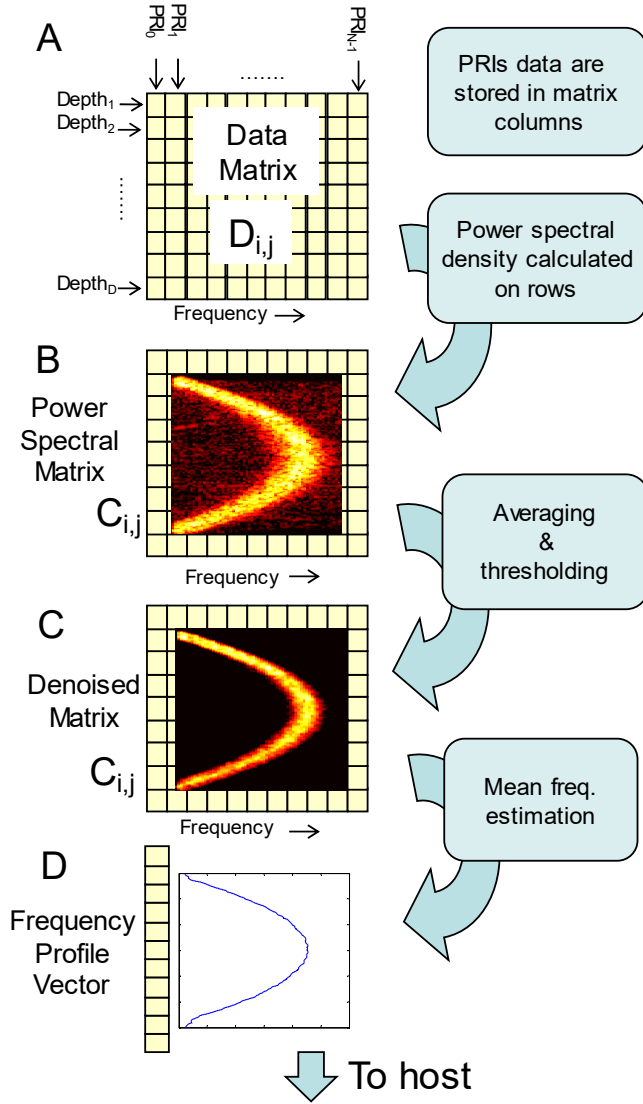 A
PRI0
PRI1
PRIN-1
.......
Depth1
Depth2
.......
DepthD
Data
Matrix
Di,j
Frequency
PRIs data are
stored in matrix
columns
Power spectral
density calculated
on rows
B
Power
Spectral
Matrix
Ci,j
Frequency
Averaging
&
thresholding
C
Denoised
Matrix
Ci,j
Frequency
Mean freq.
estimation
D
Frequency
Profile
Vector
To host